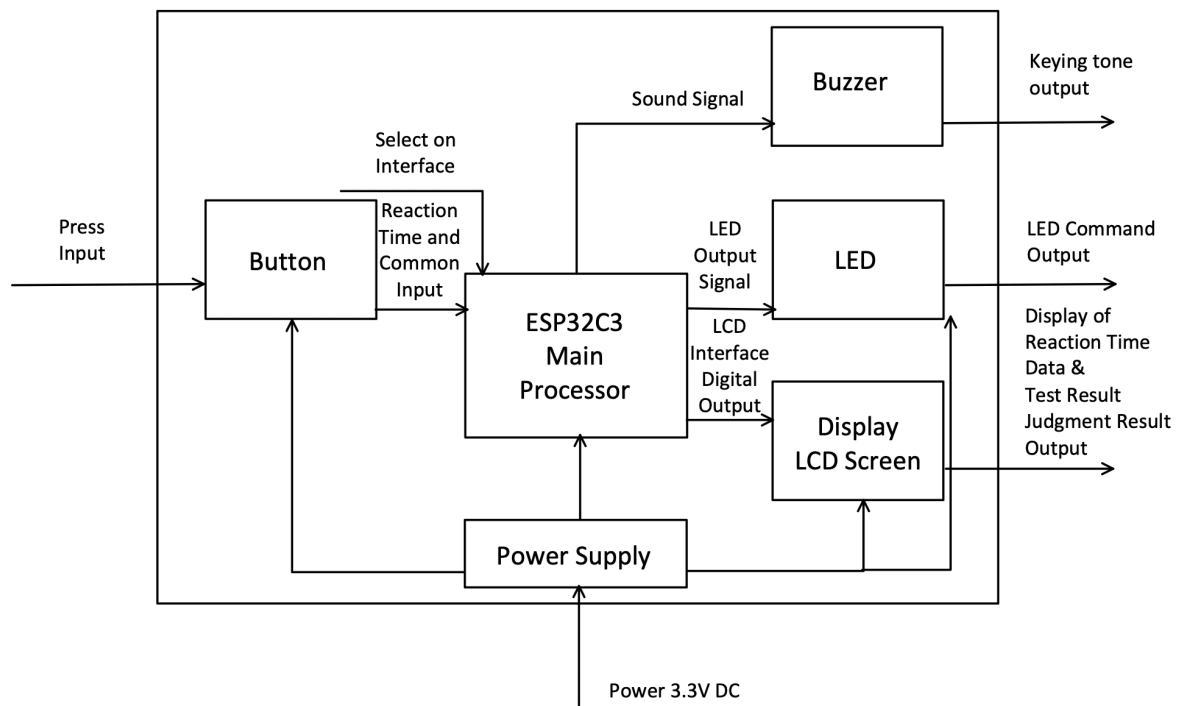 Buzzer
Keying tone
output
Sound Signal
Select on
Interface
Press
Input
Button
Reaction
Time and
Common
Input
LED
Output
Signal
LED
LED Command
Output
ESP32C3
Main
Processor
LCD
Interface
Digital
Output
Display
LCD Screen
Display of
Reaction Time
Data &
Test Result
Judgment Result
Output
Power Supply
Power 3.3V DC